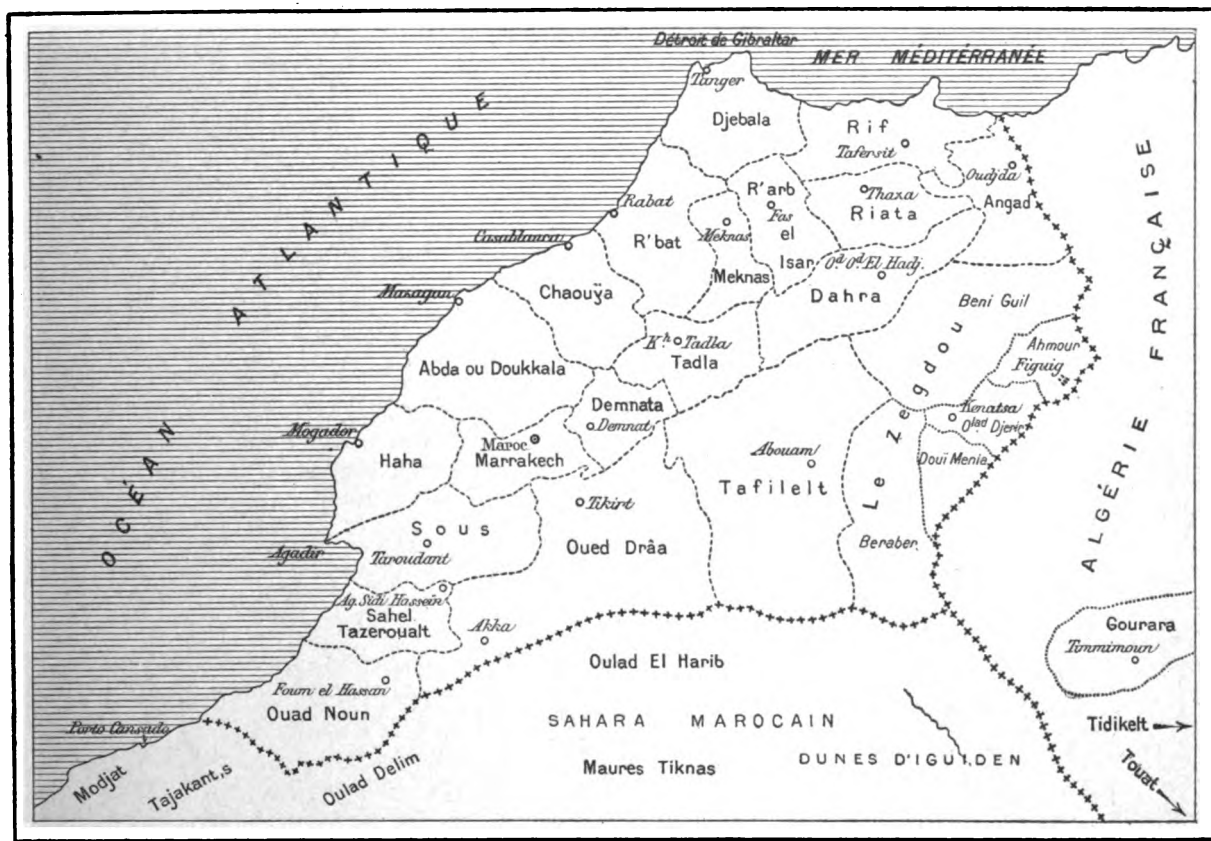 Détroit de Gibraltar
MER MÉDITÉRRANÉE
Tanger
Djebala
Rif
Tafersit
Oudjda
Angad
OCÉAN ATLANTIQUE
ALGÉRIE FRANÇAISE
R'arb
Fas
el
Isar
Thaxa
Riata
Rabat
R'bat
Meknas
Meknas
Casablanca
Chaouÿa
Oᵈ Oᵈ El Hadj.
Dahra
Mazagan
Beni Guil
Kʰ Tadla
Tadla
Abda ou Doukkala
Ahmour
Figuig
Le Zegdou
Demnata
Demnat
Kenatsa
Oˡᵃᵈ Djerir
Mogador
Haha
Maroc
Marrakech
Abouam
Tafilelt
Douï Menia
Sous
Taroudant
Tikirt
Oued Drâa
Beraber
Agadir
Ag. Sidi Hassein
Sahel
Tazeroualt
Akka
Gourara
Timmimoun
Oulad El Harib
Foum el Hassan
Ouad Noun
SAHARA MAROCAIN
Porto Cansado
Tidikelt
Touat
DUNES D'IGUIDEN
Maures Tiknas
Modjat
Tajakant,s
Oulad Delim